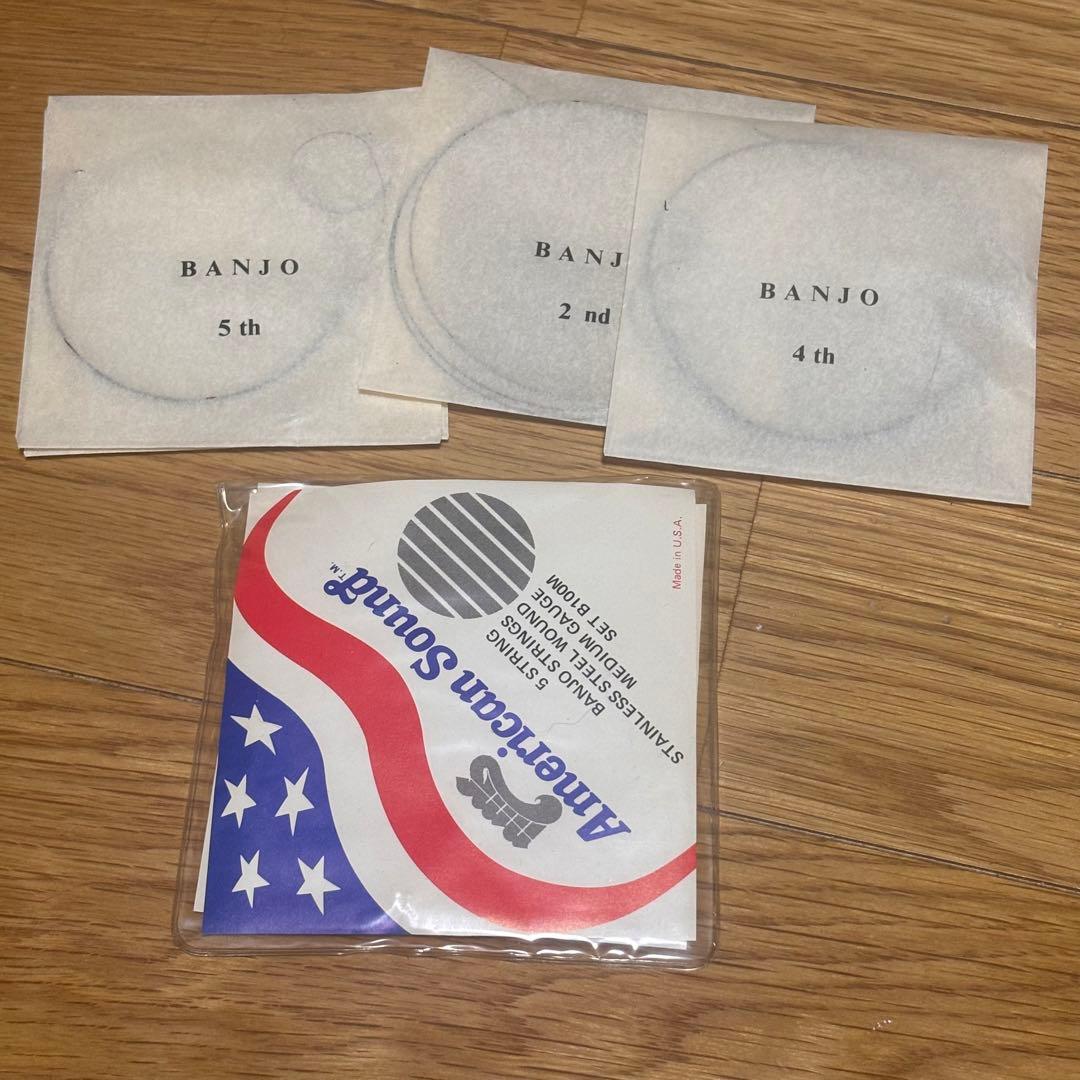 BANJO
5 th
BANJ
2 nd
BANJO
4 th
American Sound T.M.
5 STRING
BANJO STRINGS
STAINLESS STEEL WOUND
MEDIUM GAUGE
SET B100M
Made in U.S.A.